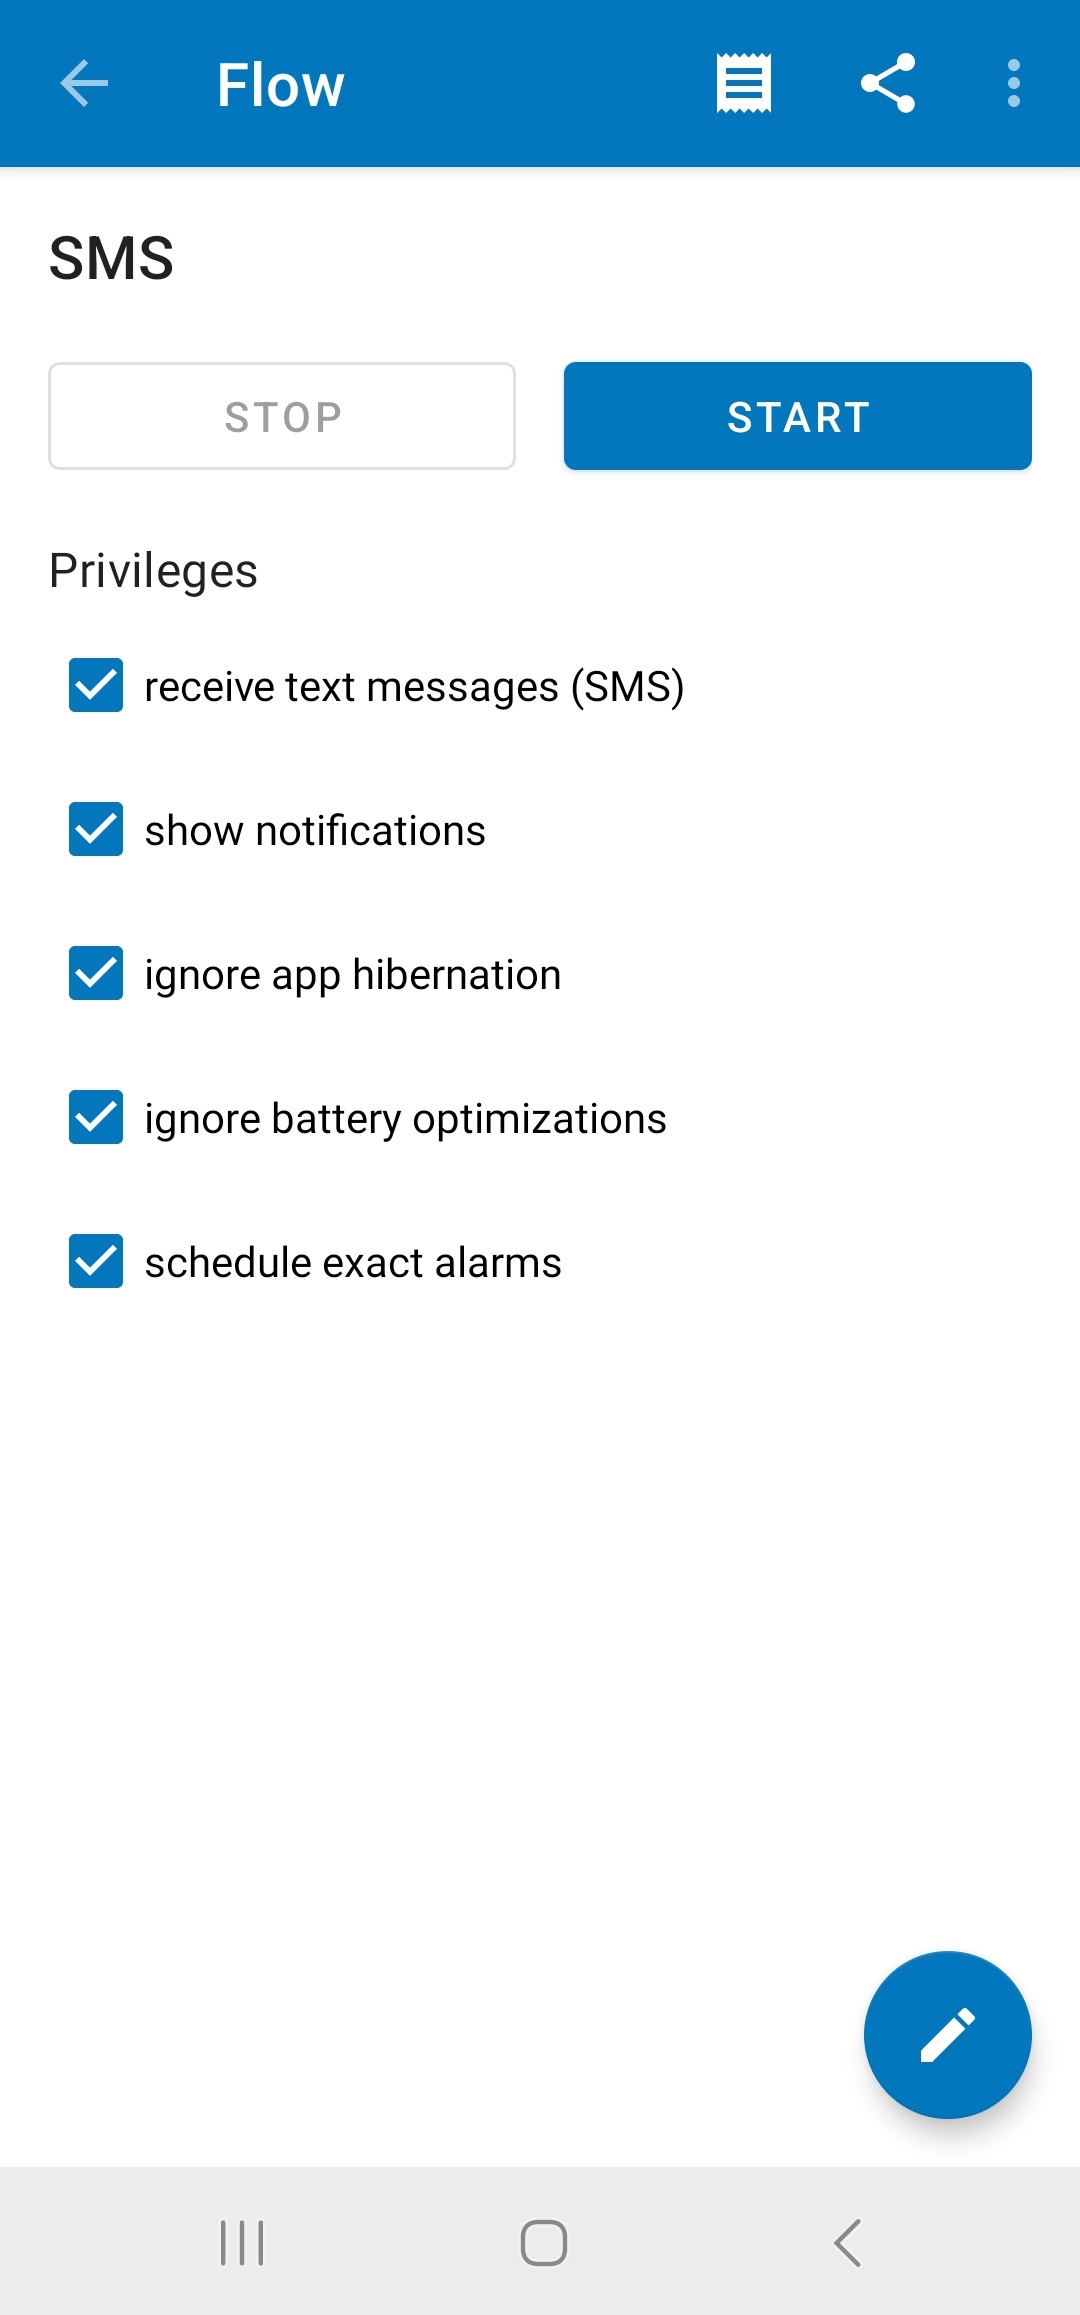 Flow
SMS
STOP
START
Privileges
receive text messages (SMS)
show notifications
ignore app hibernation
ignore battery optimizations
schedule exact alarms